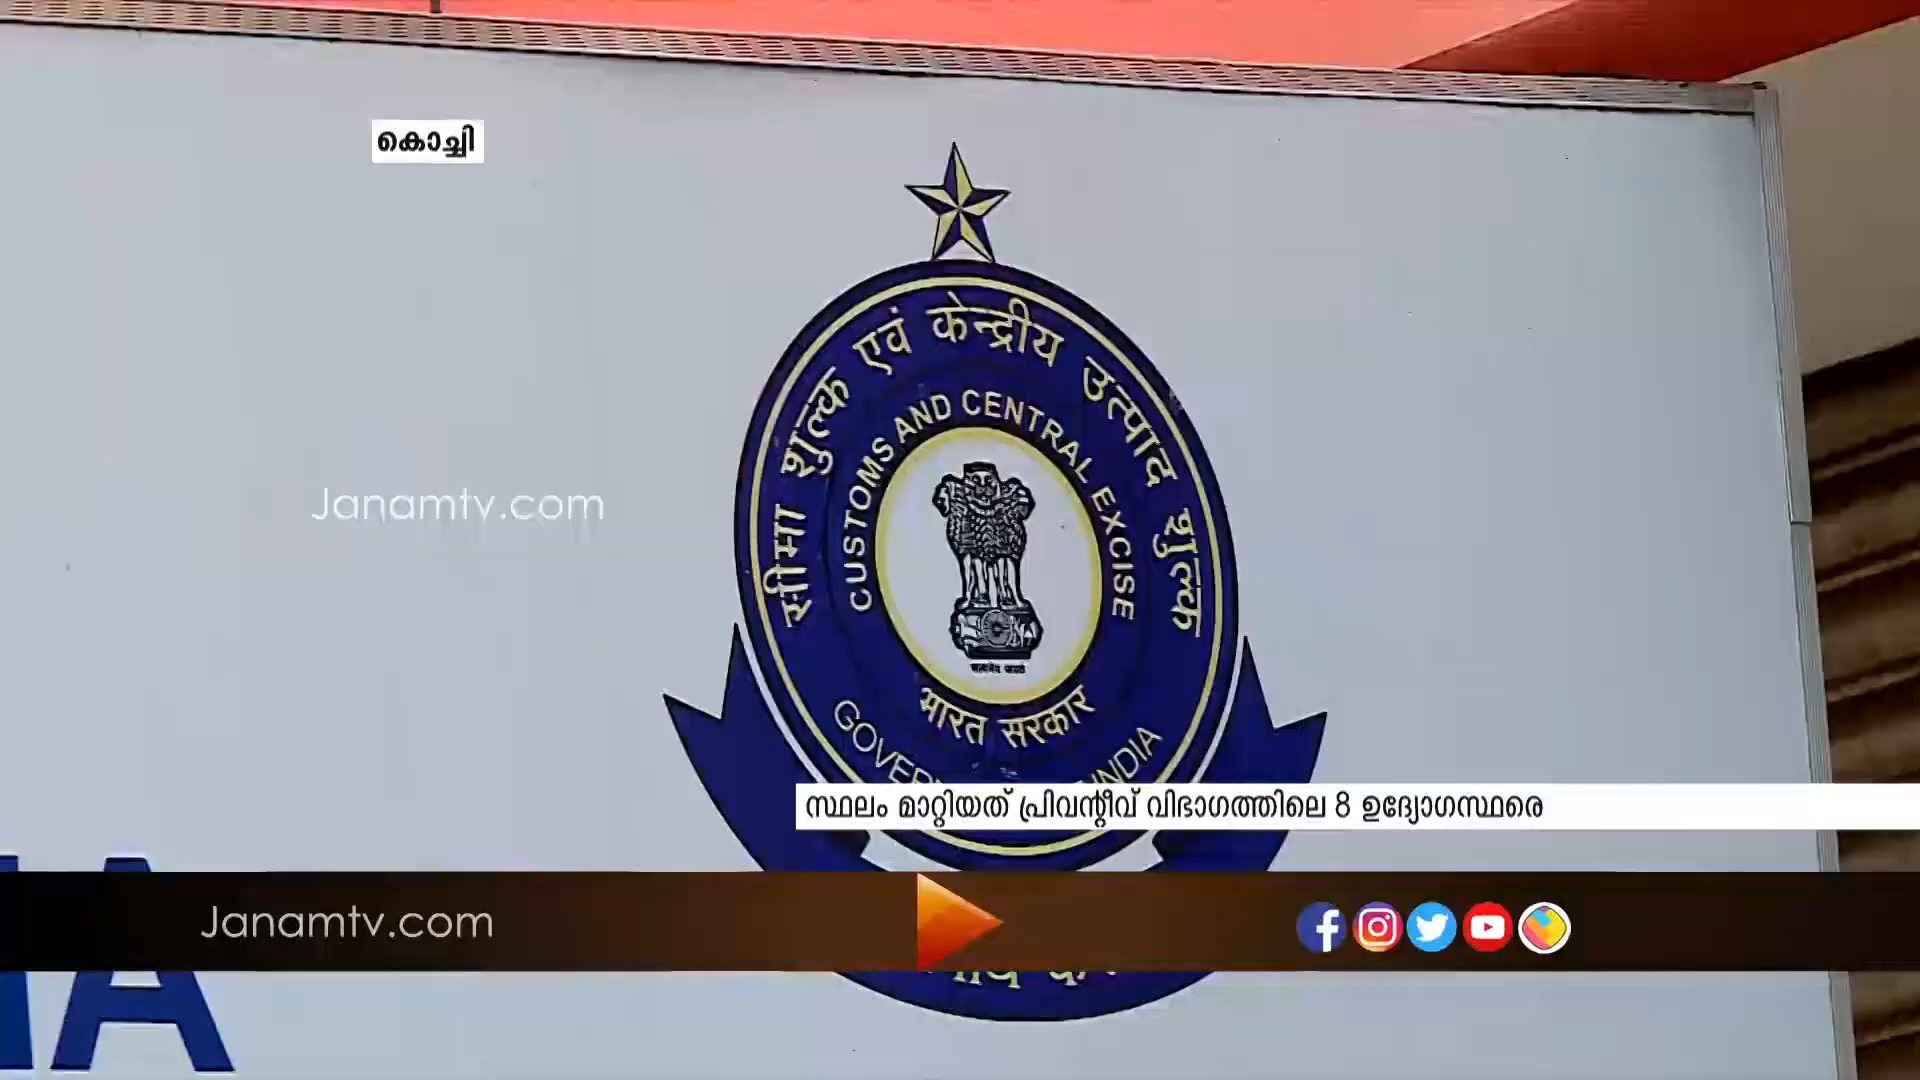 കൊച്ചി
सीमा शुल्क एवं केन्द्रीय उत्पाद शुल्क
CUSTOMS AND CENTRAL EXCISE
Janamtv.com
भारत सरकार
INDIA
സ്ഥലം മാറ്റിയത് പ്രിവന്റീവ് വിഭാഗത്തിലെ 8 ഉദ്യോഗസ്ഥരെ
Janamtv.com